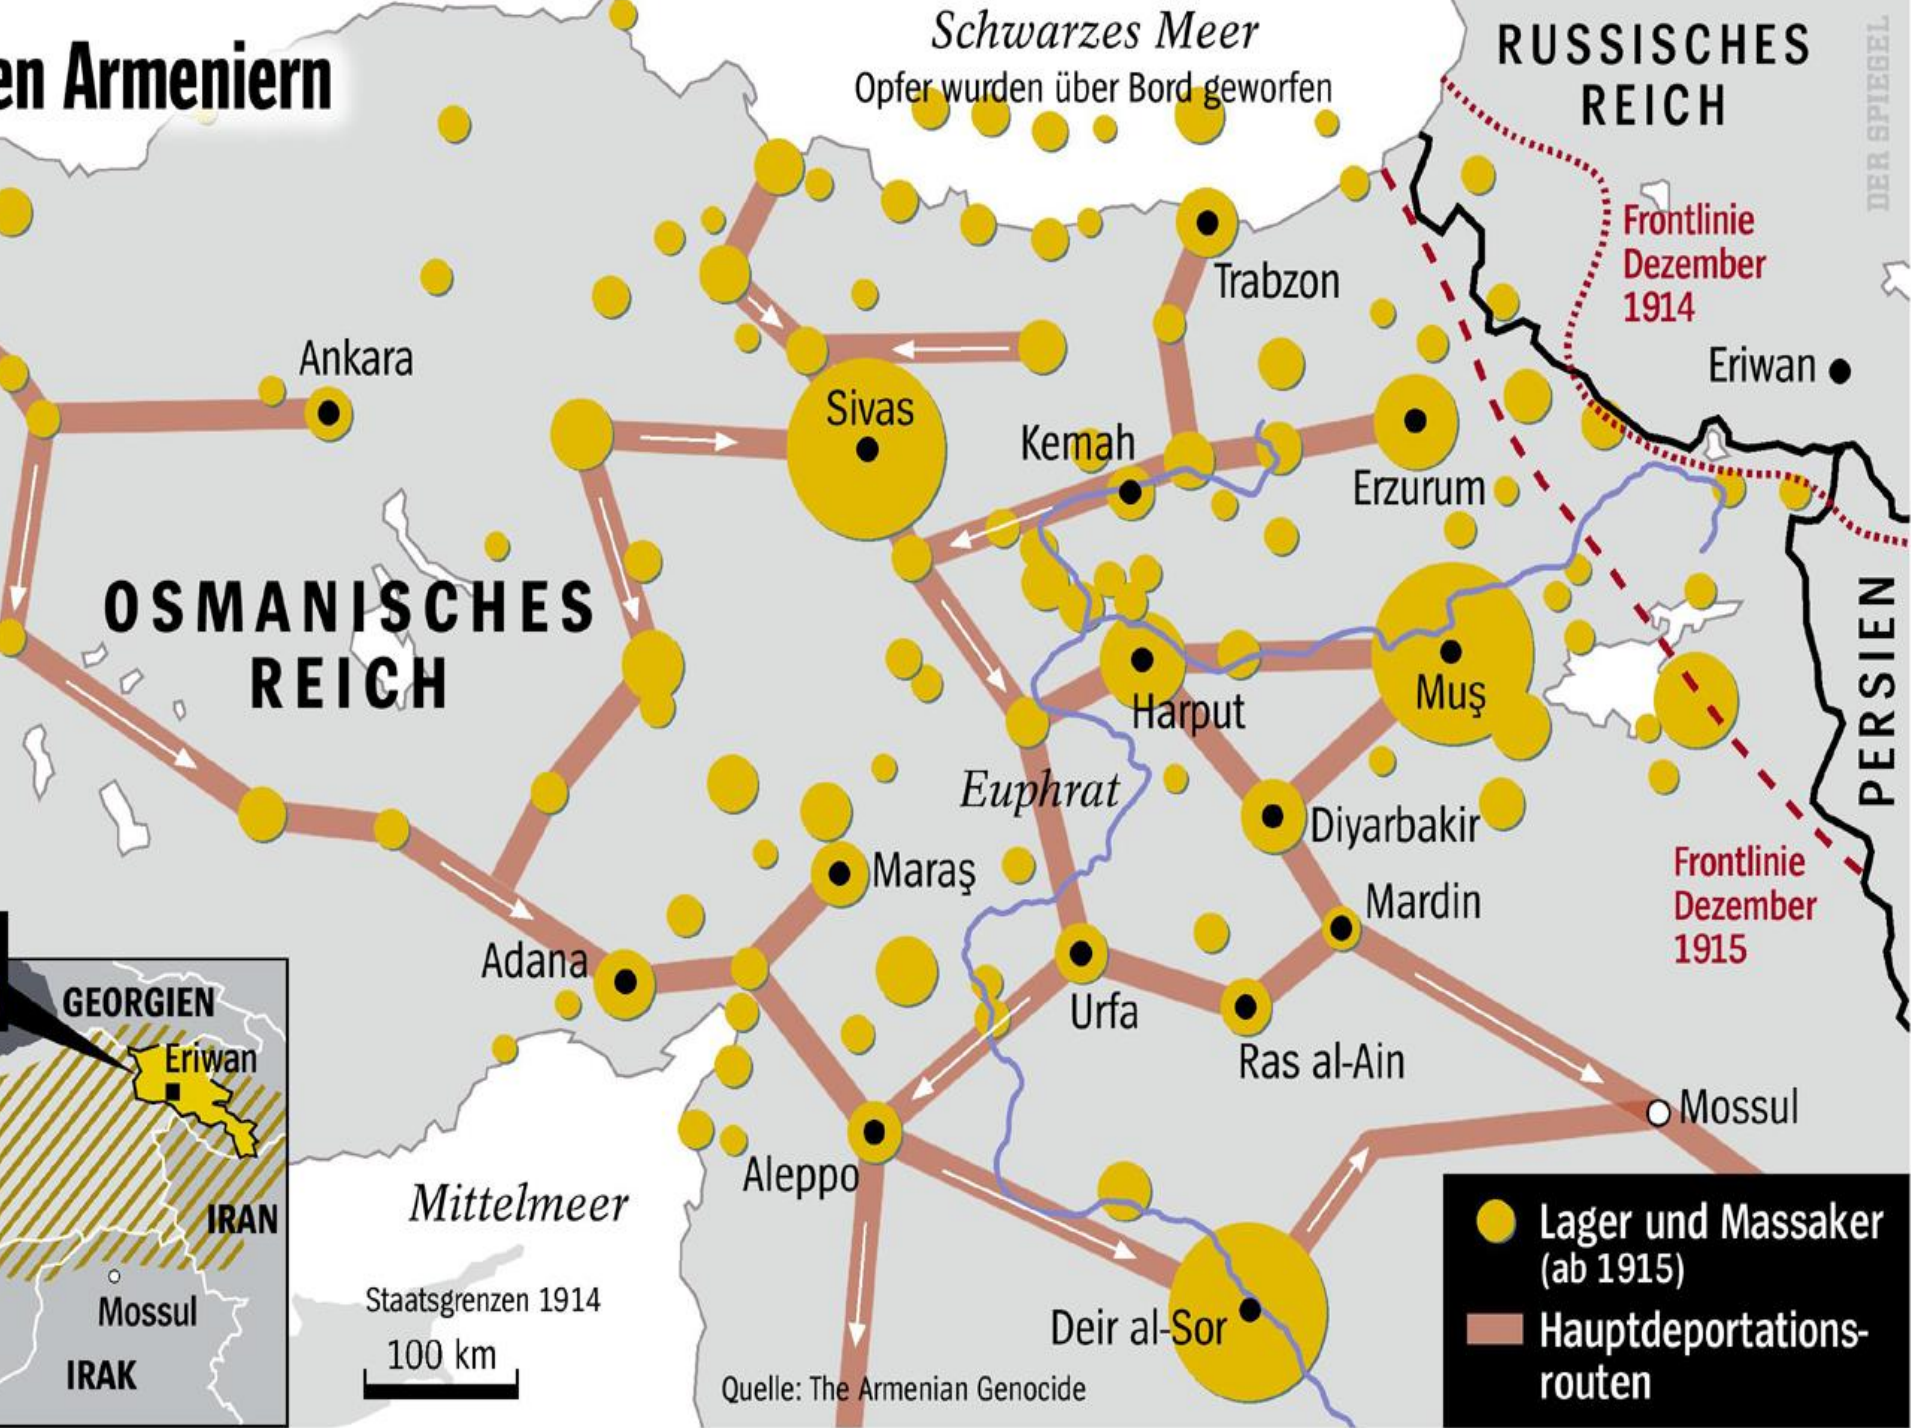 en Armeniern
Schwarzes Meer
Opfer wurden über Bord geworfen
RUSSISCHES
REICH
DER SPIEGEL
Frontlinie
Dezember
1914
Trabzon
Eriwan
Ankara
Sivas
Kemah
Erzurum
OSMANISCHES
REICH
PERSIEN
Harput
Muş
Euphrat
Diyarbakir
Maraş
Mardin
Frontlinie
Dezember
1915
Adana
Urfa
Ras al-Ain
GEORGIEN
Eriwan
IRAN
Mossul
IRAK
Mossul
Aleppo
Mittelmeer
Deir al-Sor
Staatsgrenzen 1914
100 km
Quelle: The Armenian Genocide
Lager und Massaker
(ab 1915)
Hauptdeportations-
routen